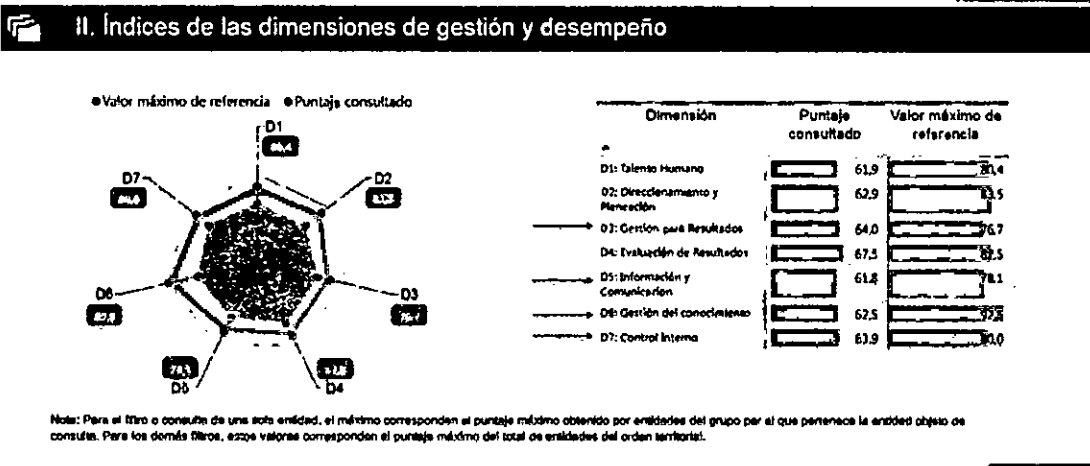 II. Índices de las dimensiones de gestión y desempeño
Valor máximo de referencia Puntaje consultado
D1
D2
D3
D4
D5
D6
D7
Dimensión Puntaje consultado Valor máximo de referencia
D1: Talento Humano 61,9 80,4
D2: Direccionamiento y Planeación 62,9 83,5
D3: Gestión para Resultados 64,0 76,7
D4: Evaluación de Resultados 67,5
D5: Información y Comunicación 61,8 78,1
D6: Gestión del conocimiento 62,5
D7: Control Interno 63,9
Nota: Para el filtro o consulta de una sola entidad, el máximo corresponden al puntaje máximo obtenido por entidades del grupo par al que pertenece la entidad objeto de
consulta. Para los demás filtros, estos valores corresponden al puntaje máximo del total de entidades del orden territorial.